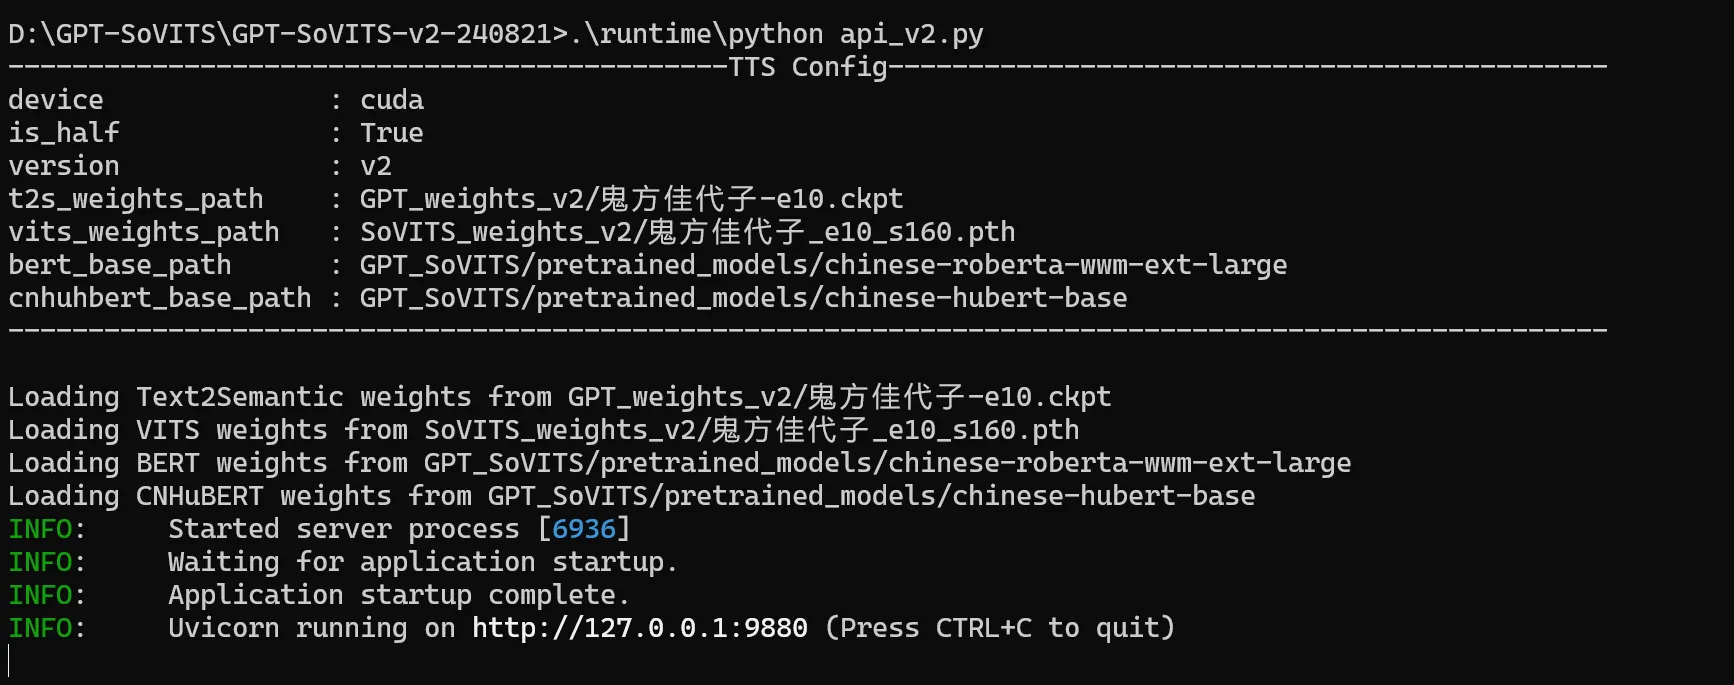 D:\GPT-SoVITS\GPT-SoVITS-v2-240821>.\runtime\python api_v2.py
------------------------------------------TTS Config------------------------------------------
device              : cuda
is_half             : True
version             : v2
t2s_weights_path    : GPT_weights_v2/鬼方佳代子-e10.ckpt
vits_weights_path   : SoVITS_weights_v2/鬼方佳代子_e10_s160.pth
bert_base_path      : GPT_SoVITS/pretrained_models/chinese-roberta-wwm-ext-large
cnhuhbert_base_path : GPT_SoVITS/pretrained_models/chinese-hubert-base
----------------------------------------------------------------------------------------------------
Loading Text2Semantic weights from GPT_weights_v2/鬼方佳代子-e10.ckpt
Loading VITS weights from SoVITS_weights_v2/鬼方佳代子_e10_s160.pth
Loading BERT weights from GPT_SoVITS/pretrained_models/chinese-roberta-wwm-ext-large
Loading CNHuBERT weights from GPT_SoVITS/pretrained_models/chinese-hubert-base
INFO:     Started server process [6936]
INFO:     Waiting for application startup.
INFO:     Application startup complete.
INFO:     Uvicorn running on http://127.0.0.1:9880 (Press CTRL+C to quit)